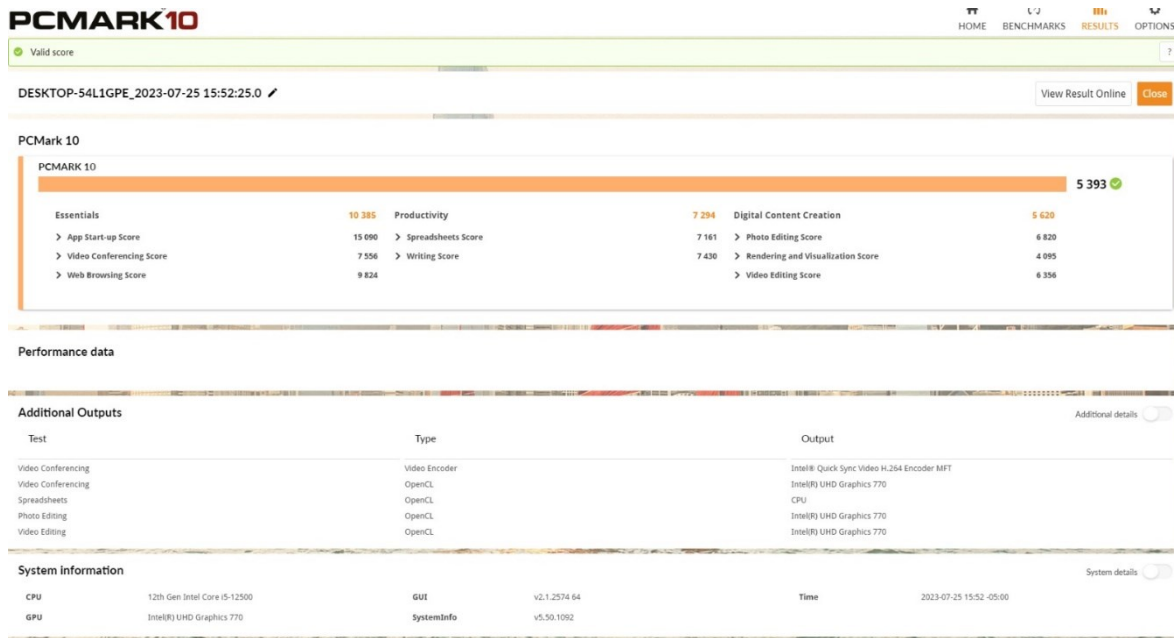 PCMARK 10
HOME BENCHMARKS RESULTS OPTIONS
Valid score
?
DESKTOP-54L1GPE_2023-07-25 15:52:25.0
View Result Online Close
PCMark 10
PCMARK 10
5 393
Essentials 10 385 Productivity 7 294 Digital Content Creation 5 620
App Start-up Score 15 090 Spreadsheets Score 7 161 Photo Editing Score 6 820
Video Conferencing Score 7 556 Writing Score 7 430 Rendering and Visualization Score 4 095
Web Browsing Score 9 824 Video Editing Score 6 356
Performance data
Additional Outputs Additional details
Test Type Output
Video Conferencing Video Encoder Intel® Quick Sync Video H.264 Encoder MFT
Video Conferencing OpenCL Intel(R) UHD Graphics 770
Spreadsheets OpenCL CPU
Photo Editing OpenCL Intel(R) UHD Graphics 770
Video Editing OpenCL Intel(R) UHD Graphics 770
System information System details
CPU 12th Gen Intel Core i5-12500 GUI v2.1.2574 64 Time 2023-07-25 15:52 -05:00
GPU Intel(R) UHD Graphics 770 SystemInfo v5.50.1092